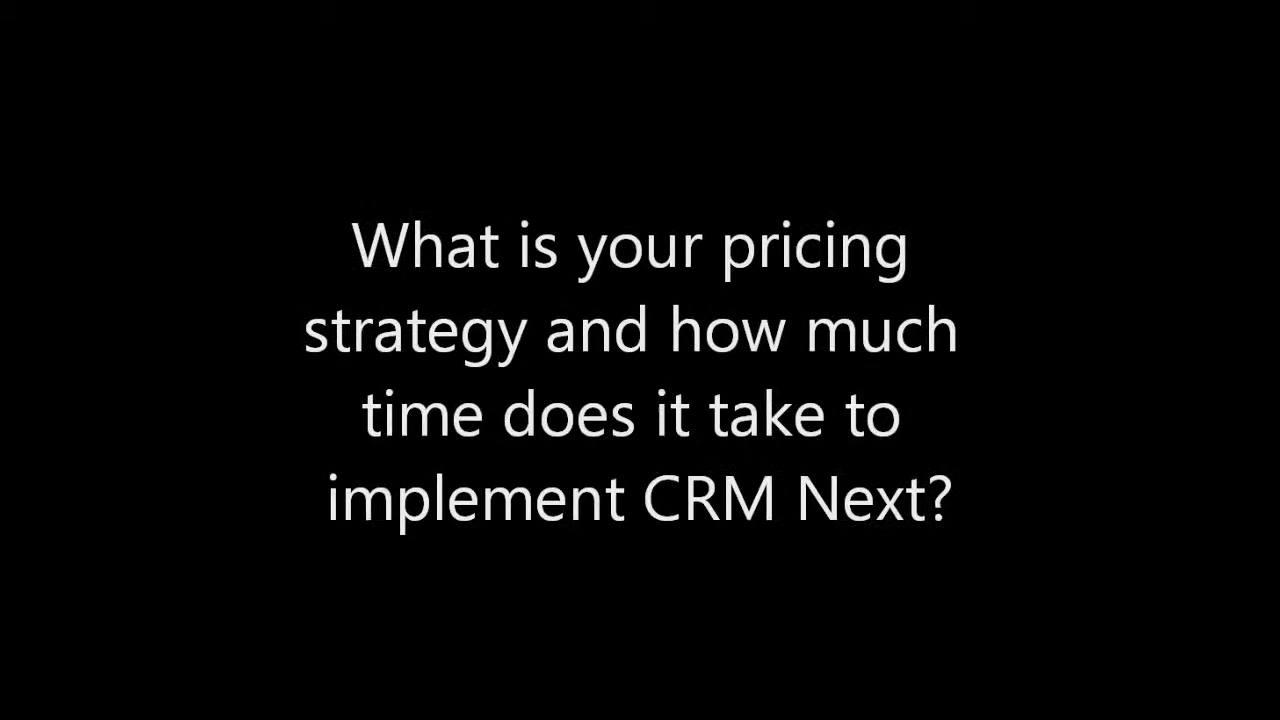 What is your pricing
strategy and how much
time does it take to
implement CRM Next?